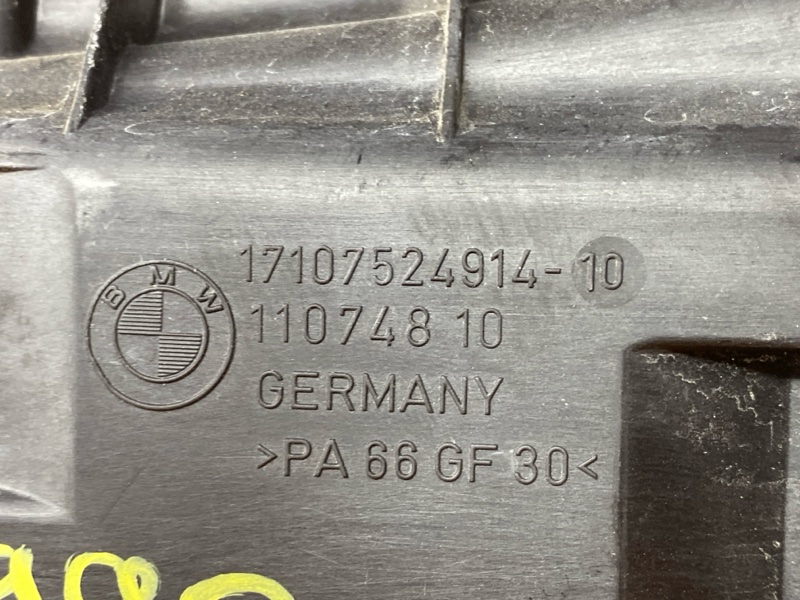 BMW
17107524914-10
110748 10
GERMANY
>PA 66 GF 30<